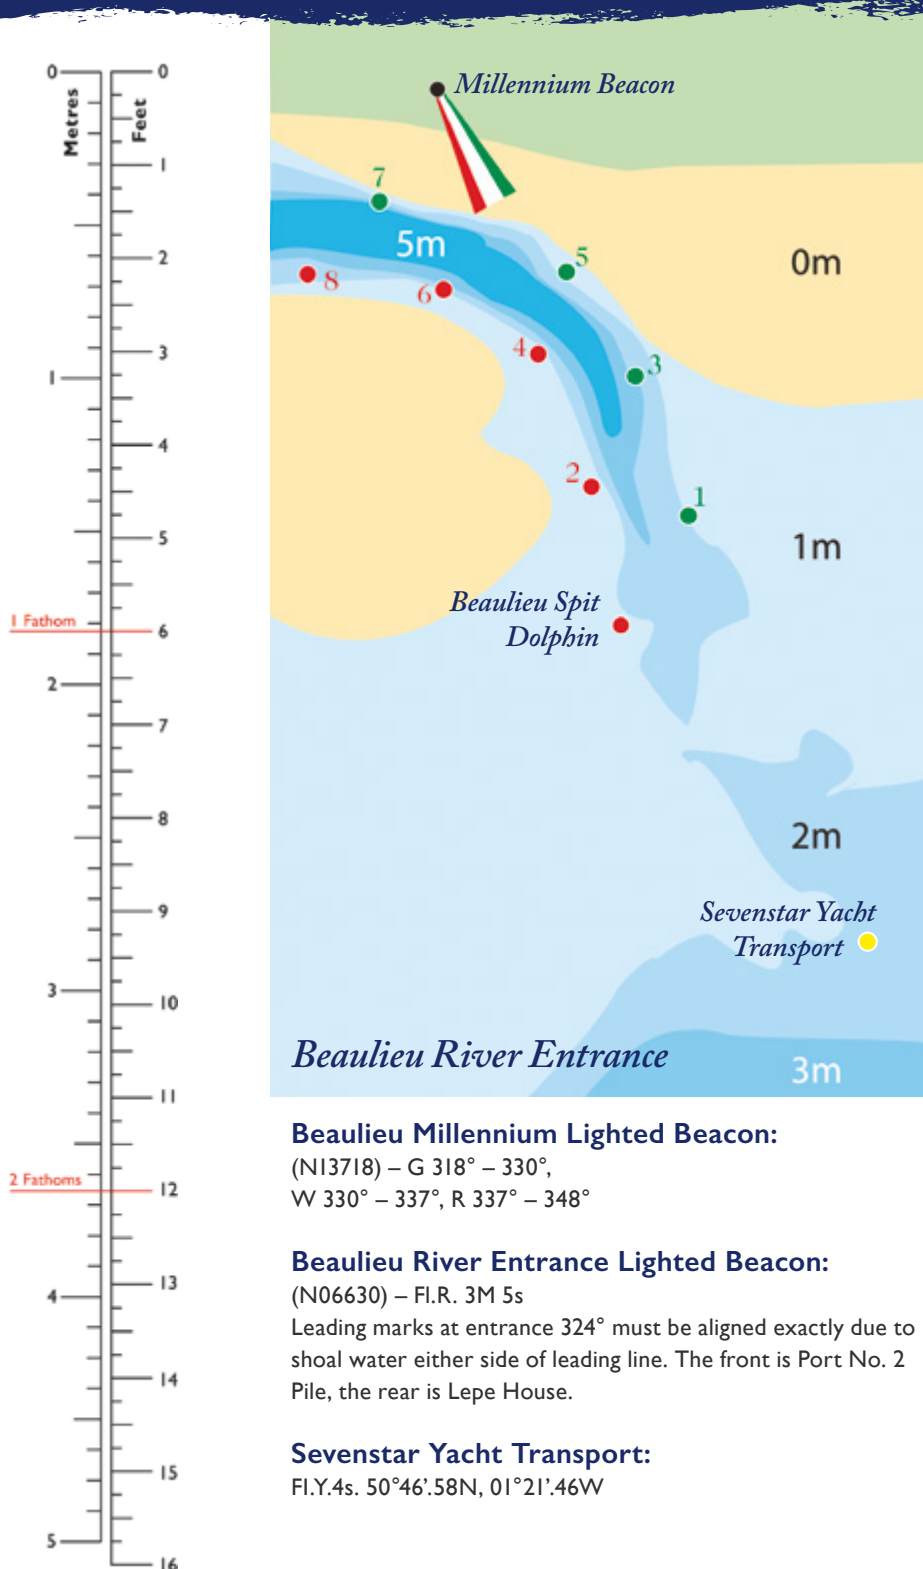 Metres
Feet
0
1
2
3
4
5
0
1
2
3
4
5
6
7
8
9
10
11
12
13
14
15
16
1 Fathom
2 Fathoms
Millennium Beacon
7
5m
5
0m
8
6
4
3
2
1
1m
Beaulieu Spit
Dolphin
2m
Sevenstar Yacht
Transport
Beaulieu River Entrance
3m
Beaulieu Millennium Lighted Beacon:
(N13718) – G 318° – 330°,
W 330° – 337°, R 337° – 348°
Beaulieu River Entrance Lighted Beacon:
(N06630) – Fl.R. 3M 5s
Leading marks at entrance 324° must be aligned exactly due to
shoal water either side of leading line. The front is Port No. 2
Pile, the rear is Lepe House.
Sevenstar Yacht Transport:
Fl.Y.4s. 50°46’.58N, 01°21’.46W